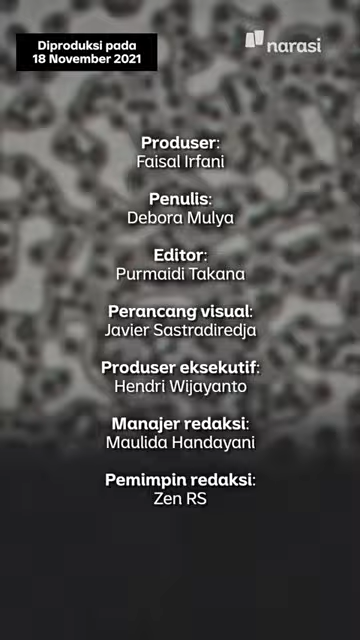 Diproduksi pada
18 November 2021
narasi
Produser:
Faisal Irfani
Penulis:
Debora Mulya
Editor:
Purmaidi Takana
Perancang visual:
Javier Sastradiredja
Produser eksekutif:
Hendri Wijayanto
Manajer redaksi:
Maulida Handayani
Pemimpin redaksi:
Zen RS